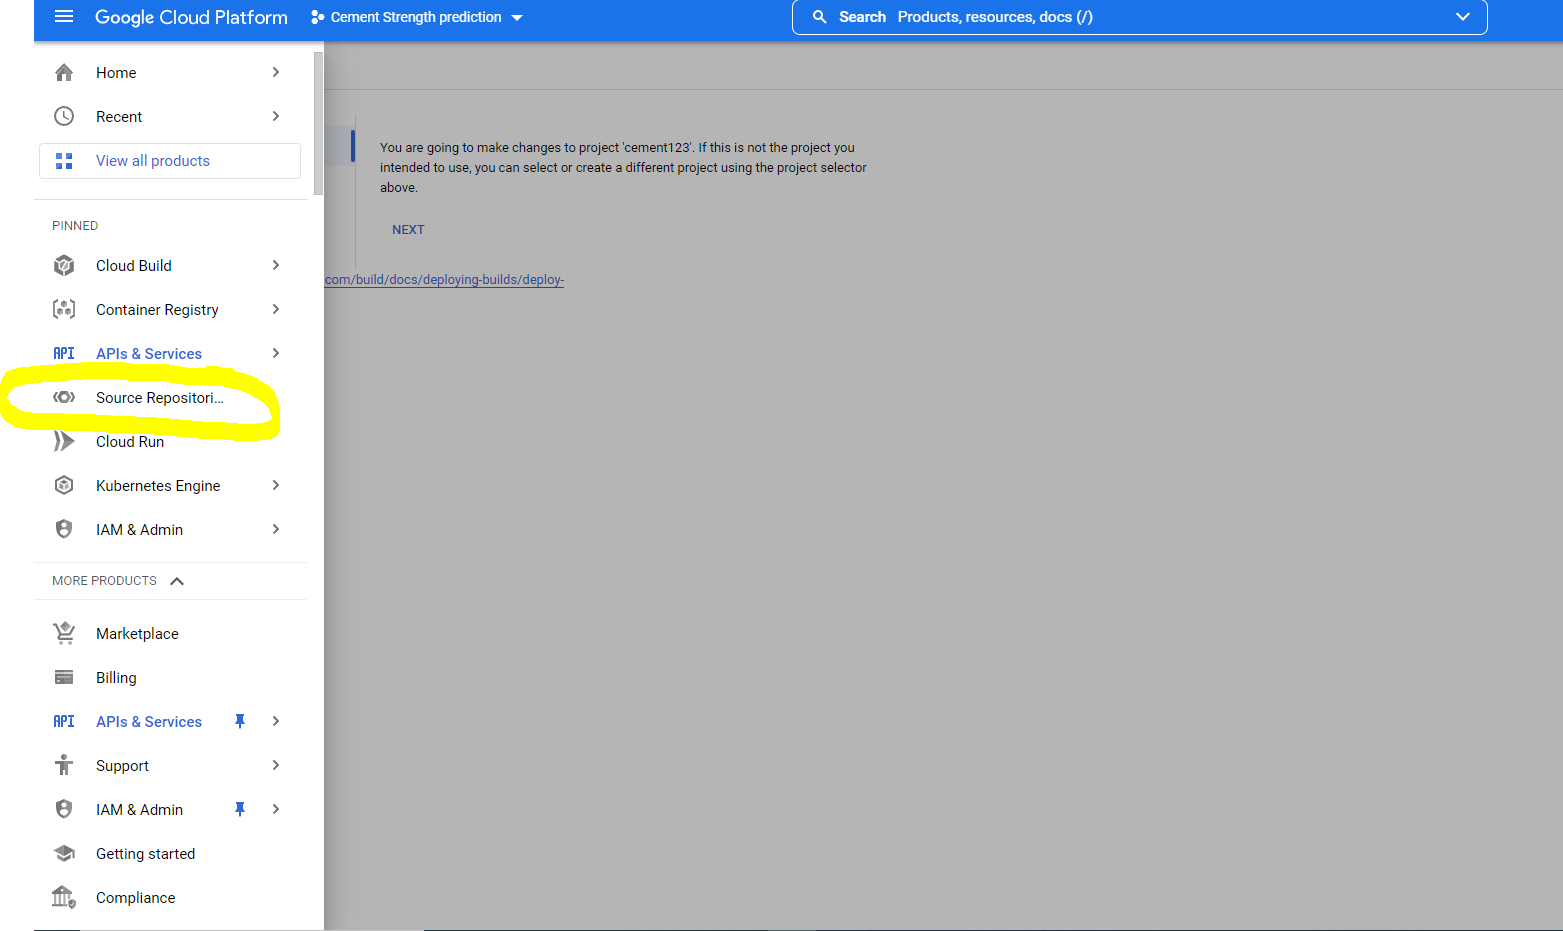 Google Cloud Platform
Cement Strength prediction
Search Products, resources, docs (/)
Home
Recent
View all products
PINNED
Cloud Build
Container Registry
API APIs & Services
Source Repositori...
Cloud Run
Kubernetes Engine
IAM & Admin
MORE PRODUCTS
Marketplace
Billing
API APIs & Services
Support
IAM & Admin
Getting started
Compliance
You are going to make changes to project 'cement123'. If this is not the project you
intended to use, you can select or create a different project using the project selector
above.
NEXT
com/build/docs/deploying-builds/deploy-